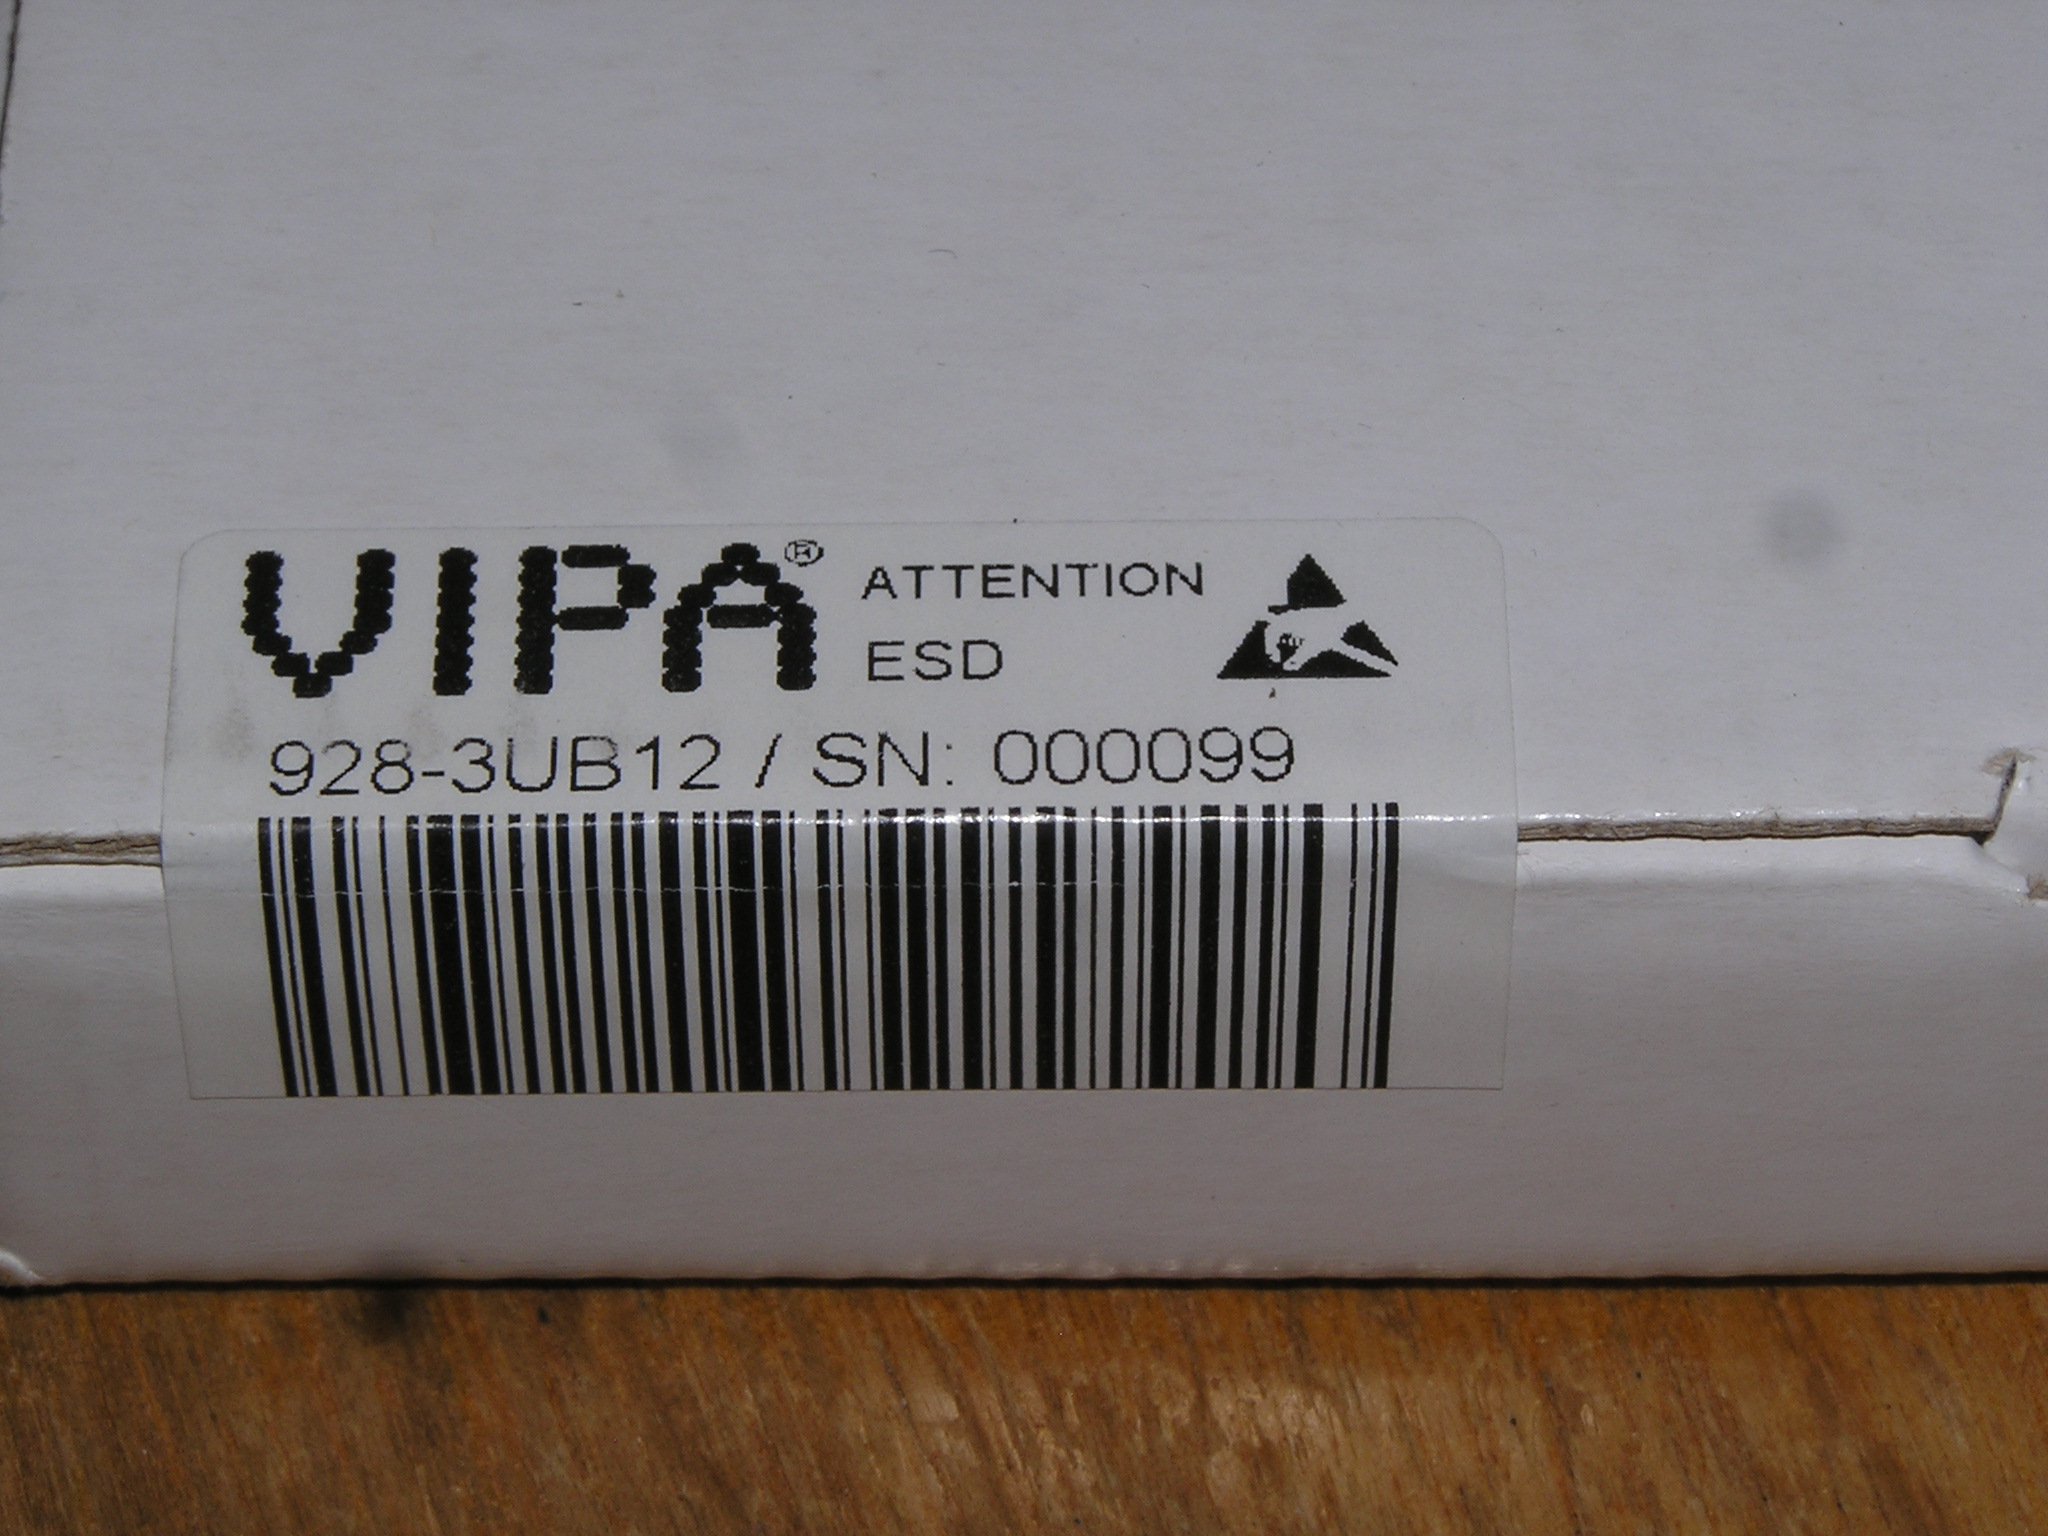 VIPA® ATTENTION
ESD
928-3UB12 / SN: 000099